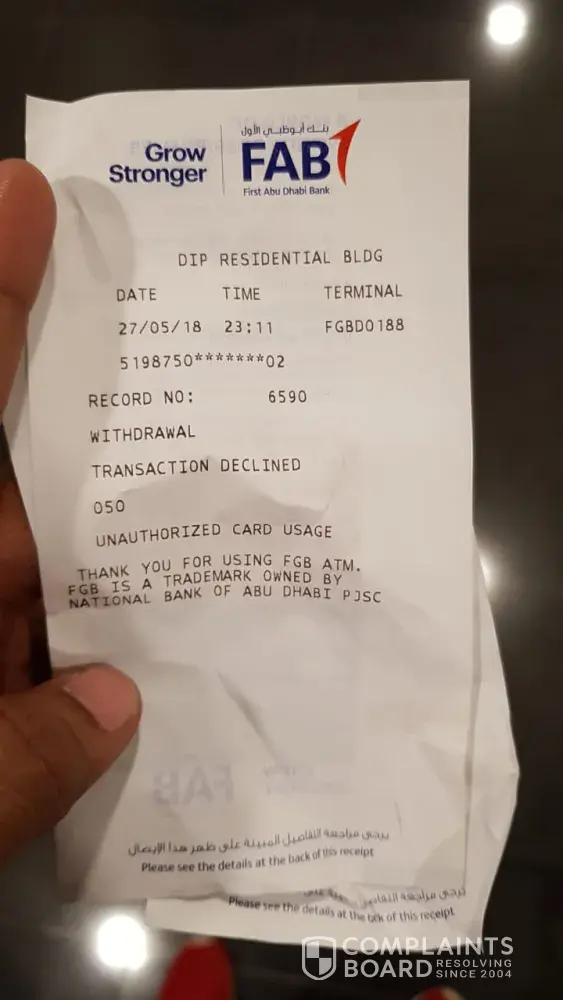 Grow
Stronger
بنك أبوظبي الأول
FAB
First Abu Dhabi Bank
DIP RESIDENTIAL BLDG
DATE TIME TERMINAL
27/05/18 23:11 FGBD0188
5198750*******02
RECORD NO: 6590
WITHDRAWAL
TRANSACTION DECLINED
050
UNAUTHORIZED CARD USAGE
THANK YOU FOR USING FGB ATM.
FGB IS A TRADEMARK OWNED BY
NATIONAL BANK OF ABU DHABI PJSC
يرجى مراجعة التفاصيل المبينة على ظهر هذا الإيصال
Please see the details at the back of this receipt
يرجى مراجعة التفاصيل
Please see the details at the back of this receipt
COMPLAINTS
BOARD RESOLVING
SINCE 2004